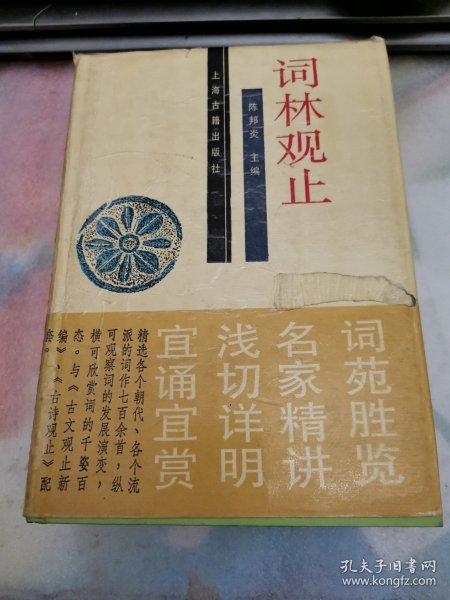 词林观止
陈邦炎 主编
上海古籍出版社
词苑胜览
名家精讲
浅切详明
宜诵宜赏
精选各个朝代、各个流
派的词作七百余首，纵
可观察词的发展演变，
横可欣赏词的千姿百
态。与《古文观止新
编》、《古诗观止》配
套。
孔夫子旧书网
www.kongfz.com